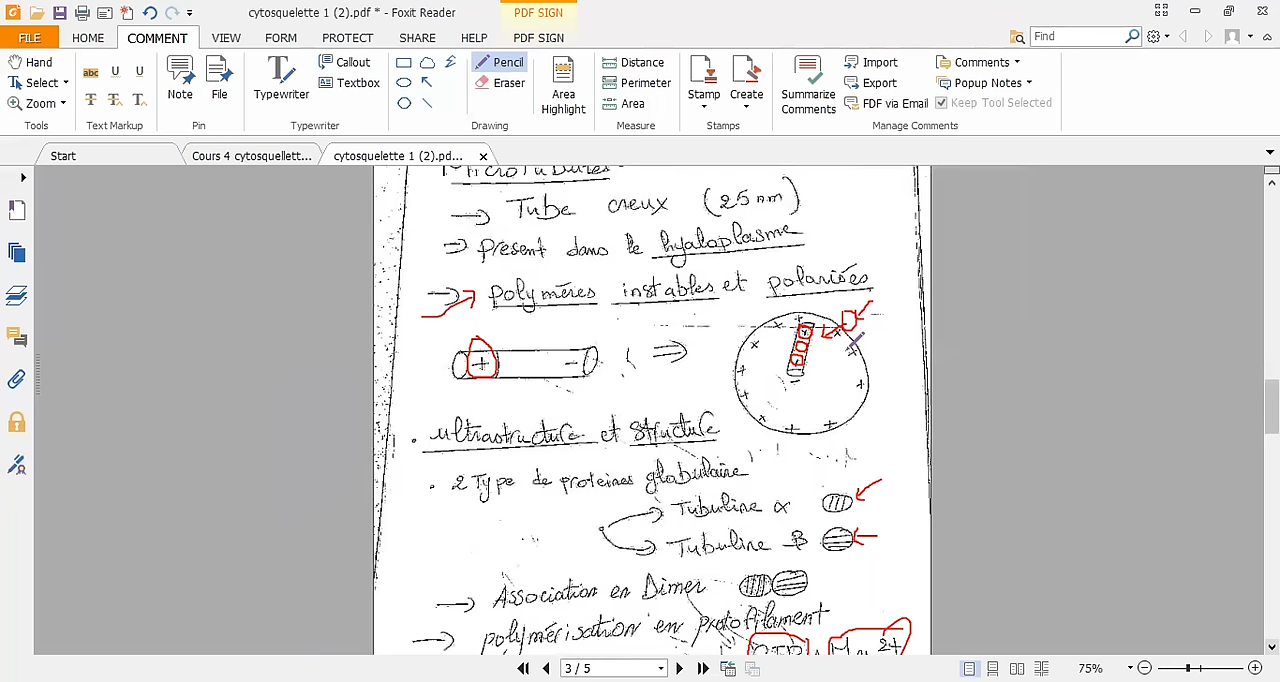 cytosquelette 1 (2).pdf * - Foxit Reader
PDF SIGN
FILE HOME COMMENT VIEW FORM PROTECT SHARE HELP PDF SIGN
Find
Hand
Select
Zoom
Tools
abc U U
T T T
Text Markup
Note
File
Pin
Typewriter
Callout
Textbox
Typewriter
Pencil
Eraser
Drawing
Area Highlight
Distance
Perimeter
Area
Measure
Stamp
Create
Stamps
Summarize Comments
Import
Export
FDF via Email
Comments
Popup Notes
Keep Tool Selected
Manage Comments
Start
Cours 4 cytosquellett...
cytosquelette 1 (2).pd...
Microtubules
→ Tube creux (25 nm)
→ présent dans le hyaloplasme
→ polymères instables et polarisés
+ -
⇒
. ultrastructure et structure
. 2 Type de proteines globulaire
→ Tubuline α
→ Tubuline β
→ Association en Dimer
→ polymérisation en protofilament
3 / 5
75%